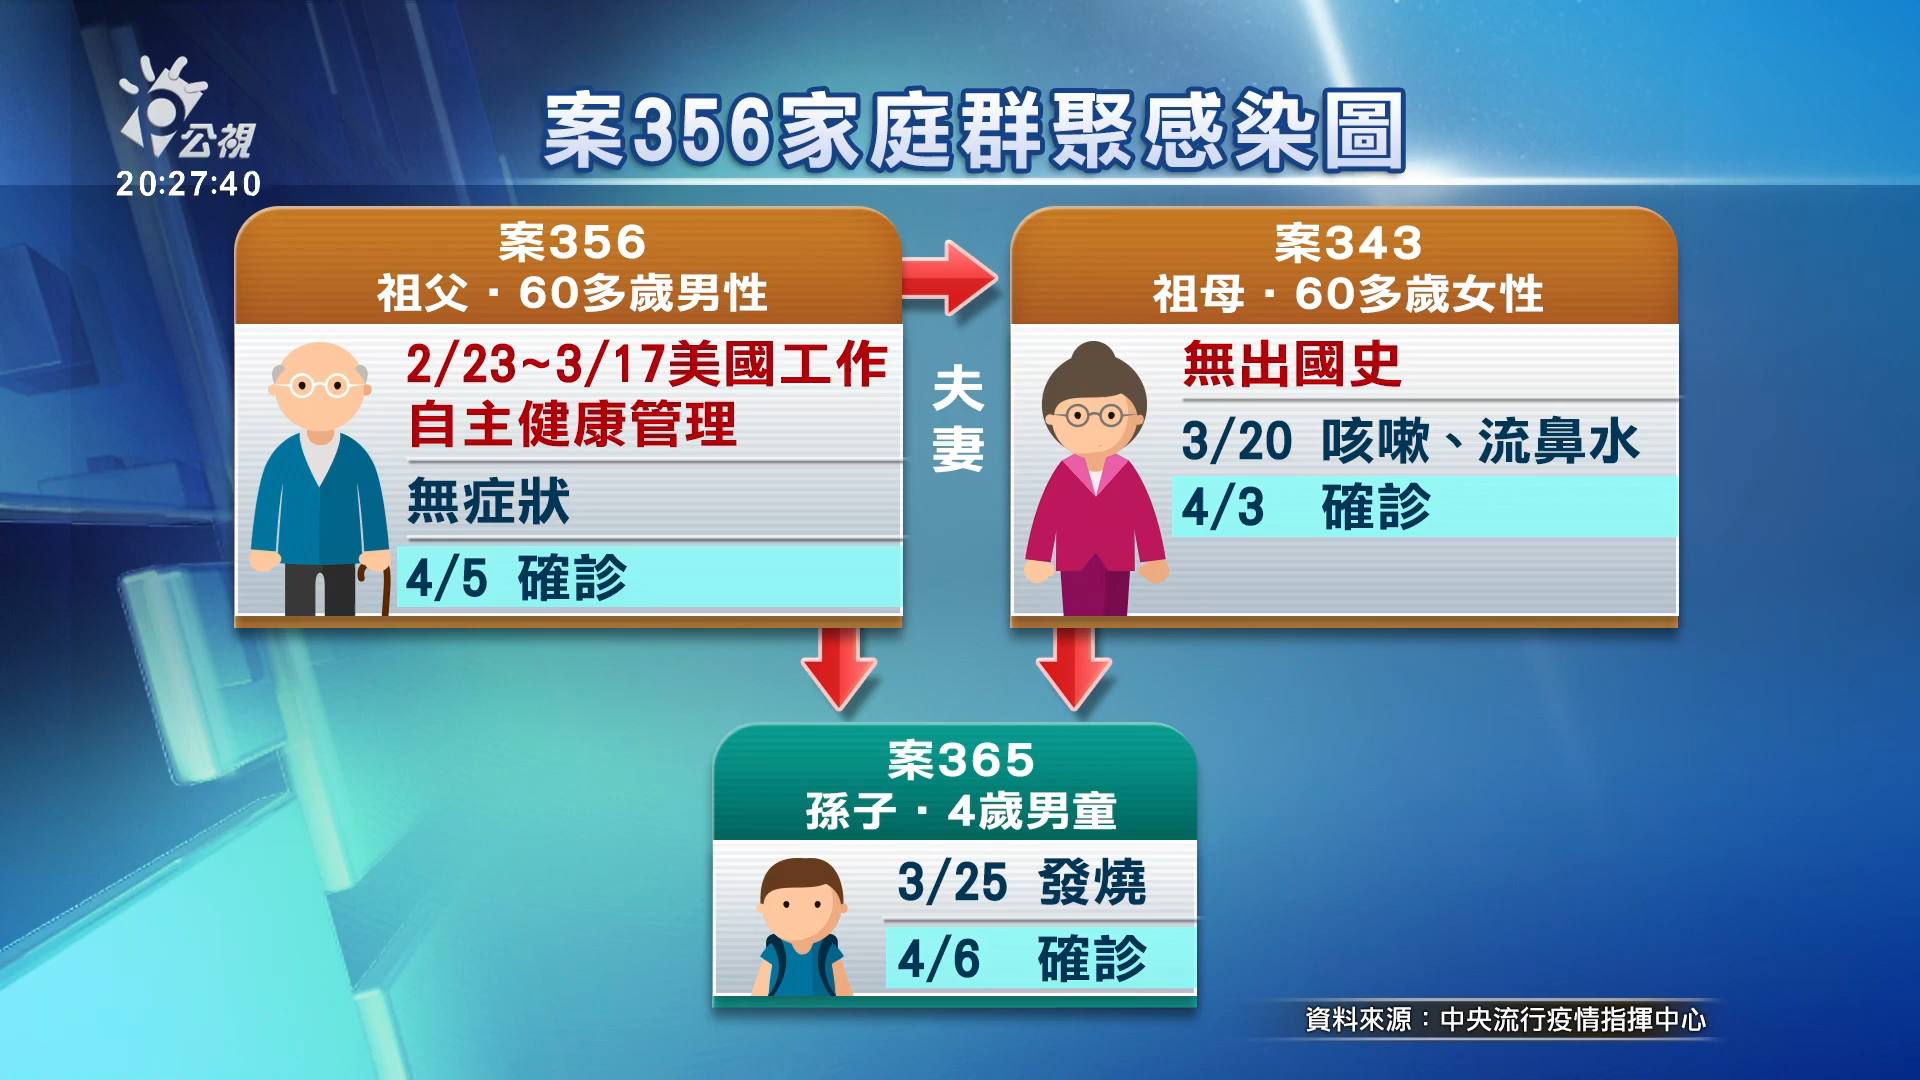 公視
20:27:40
案356家庭群聚感染圖
案356
祖父・60多歲男性
2/23~3/17美國工作
自主健康管理
無症狀
4/5 確診
夫妻
案343
祖母・60多歲女性
無出國史
3/20 咳嗽、流鼻水
4/3 確診
案365
孫子・4歲男童
3/25 發燒
4/6 確診
資料來源：中央流行疫情指揮中心